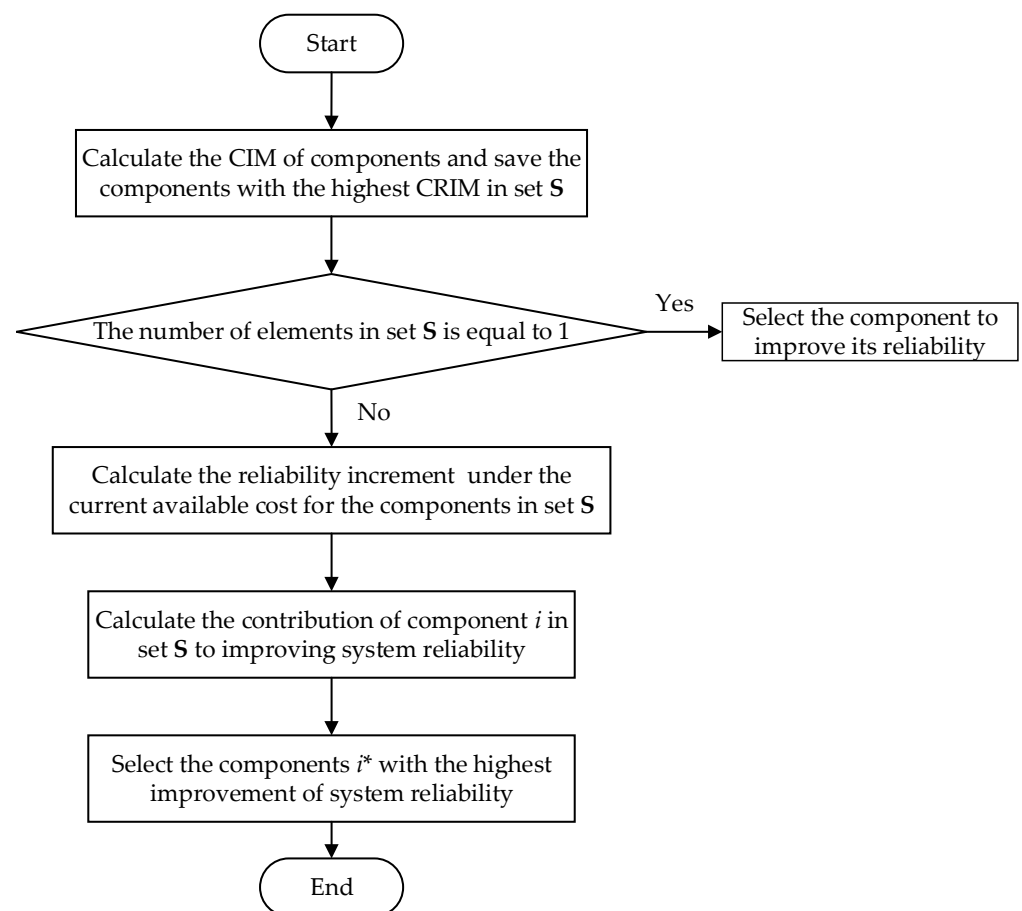 Start
Calculate the CIM of components and save the
components with the highest CRIM in set S
The number of elements in set S is equal to 1
Yes
Select the component to
improve its reliability
No
Calculate the reliability increment under the
current available cost for the components in set S
Calculate the contribution of component i in
set S to improving system reliability
Select the components i* with the highest
improvement of system reliability
End